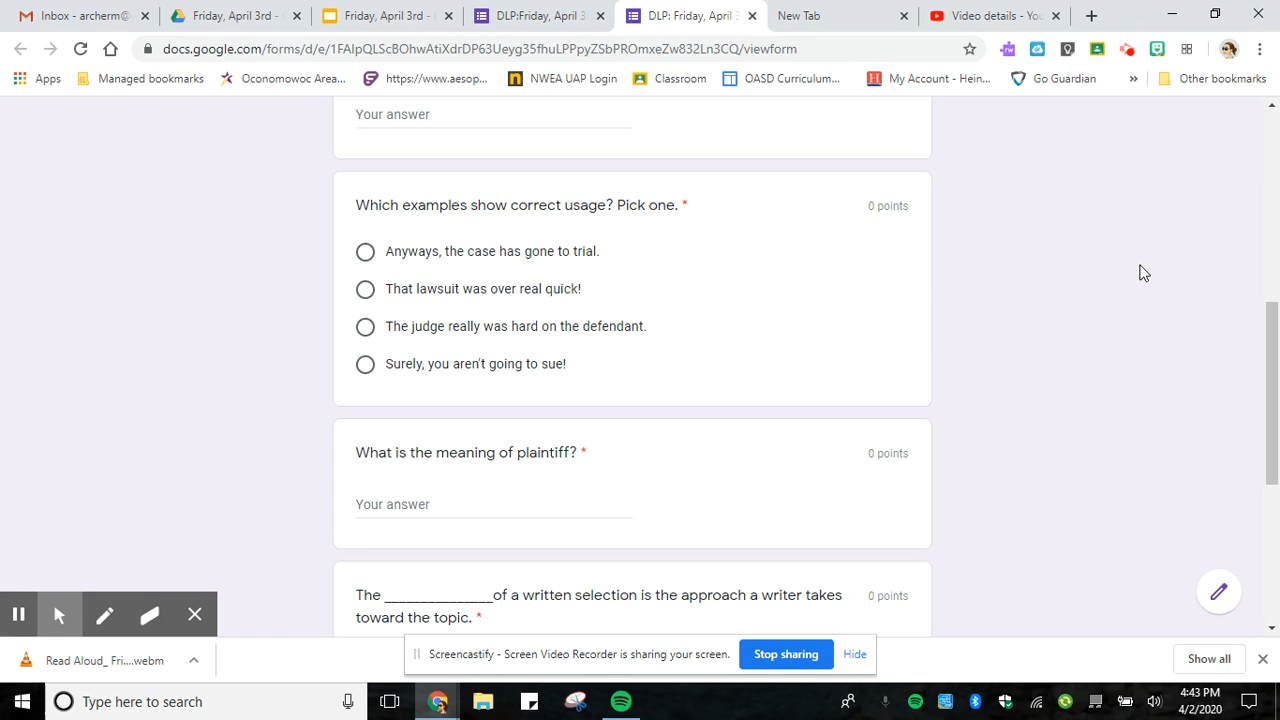 Inbox - archerm@
Friday, April 3rd -
Friday, April 3rd -
DLP:Friday, April 3
DLP: Friday, April 3
New Tab
Video details - You
docs.google.com/forms/d/e/1FAIpQLScBOhwAtiXdrDP63Ueyg35fhuLPPpyZSbPROmxeZw832Ln3CQ/viewform
Apps
Managed bookmarks
Oconomowoc Area...
https://www.aesop...
NWEA UAP Login
Classroom
OASD Curriculum...
My Account - Hein...
Go Guardian
»
Other bookmarks
Your answer
Which examples show correct usage? Pick one. *
0 points
Anyways, the case has gone to trial.
That lawsuit was over real quick!
The judge really was hard on the defendant.
Surely, you aren't going to sue!
What is the meaning of plaintiff? *
0 points
Your answer
The _______________of a written selection is the approach a writer takes
0 points
toward the topic. *
Screencastify - Screen Video Recorder is sharing your screen.
Stop sharing
Hide
Read Aloud_ Fri....webm
Show all
Type here to search
4:43 PM
4/2/2020